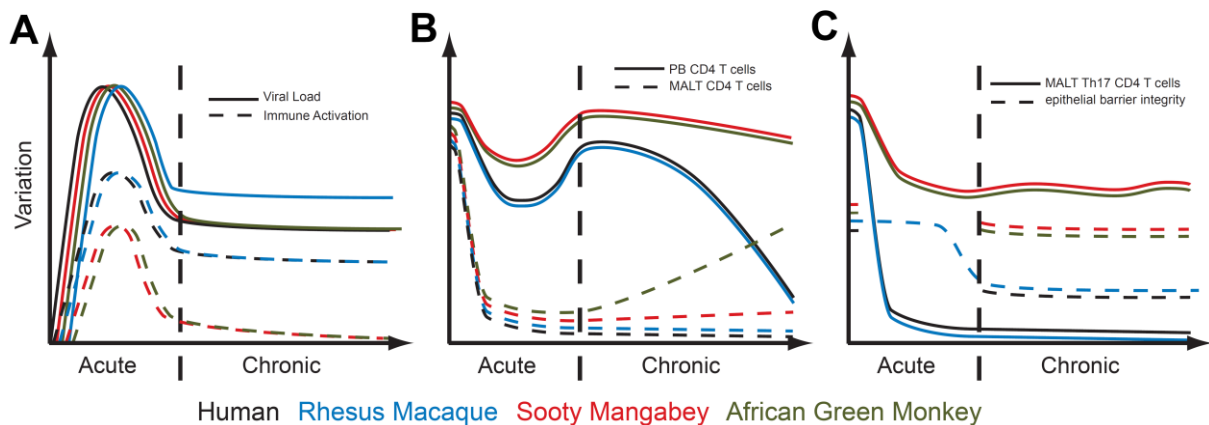 A
B
C
Variation
Viral Load
Immune Activation
PB CD4 T cells
MALT CD4 T cells
MALT Th17 CD4 T cells
epithelial barrier integrity
Acute Chronic
Acute Chronic
Acute Chronic
Human Rhesus Macaque Sooty Mangabey African Green Monkey